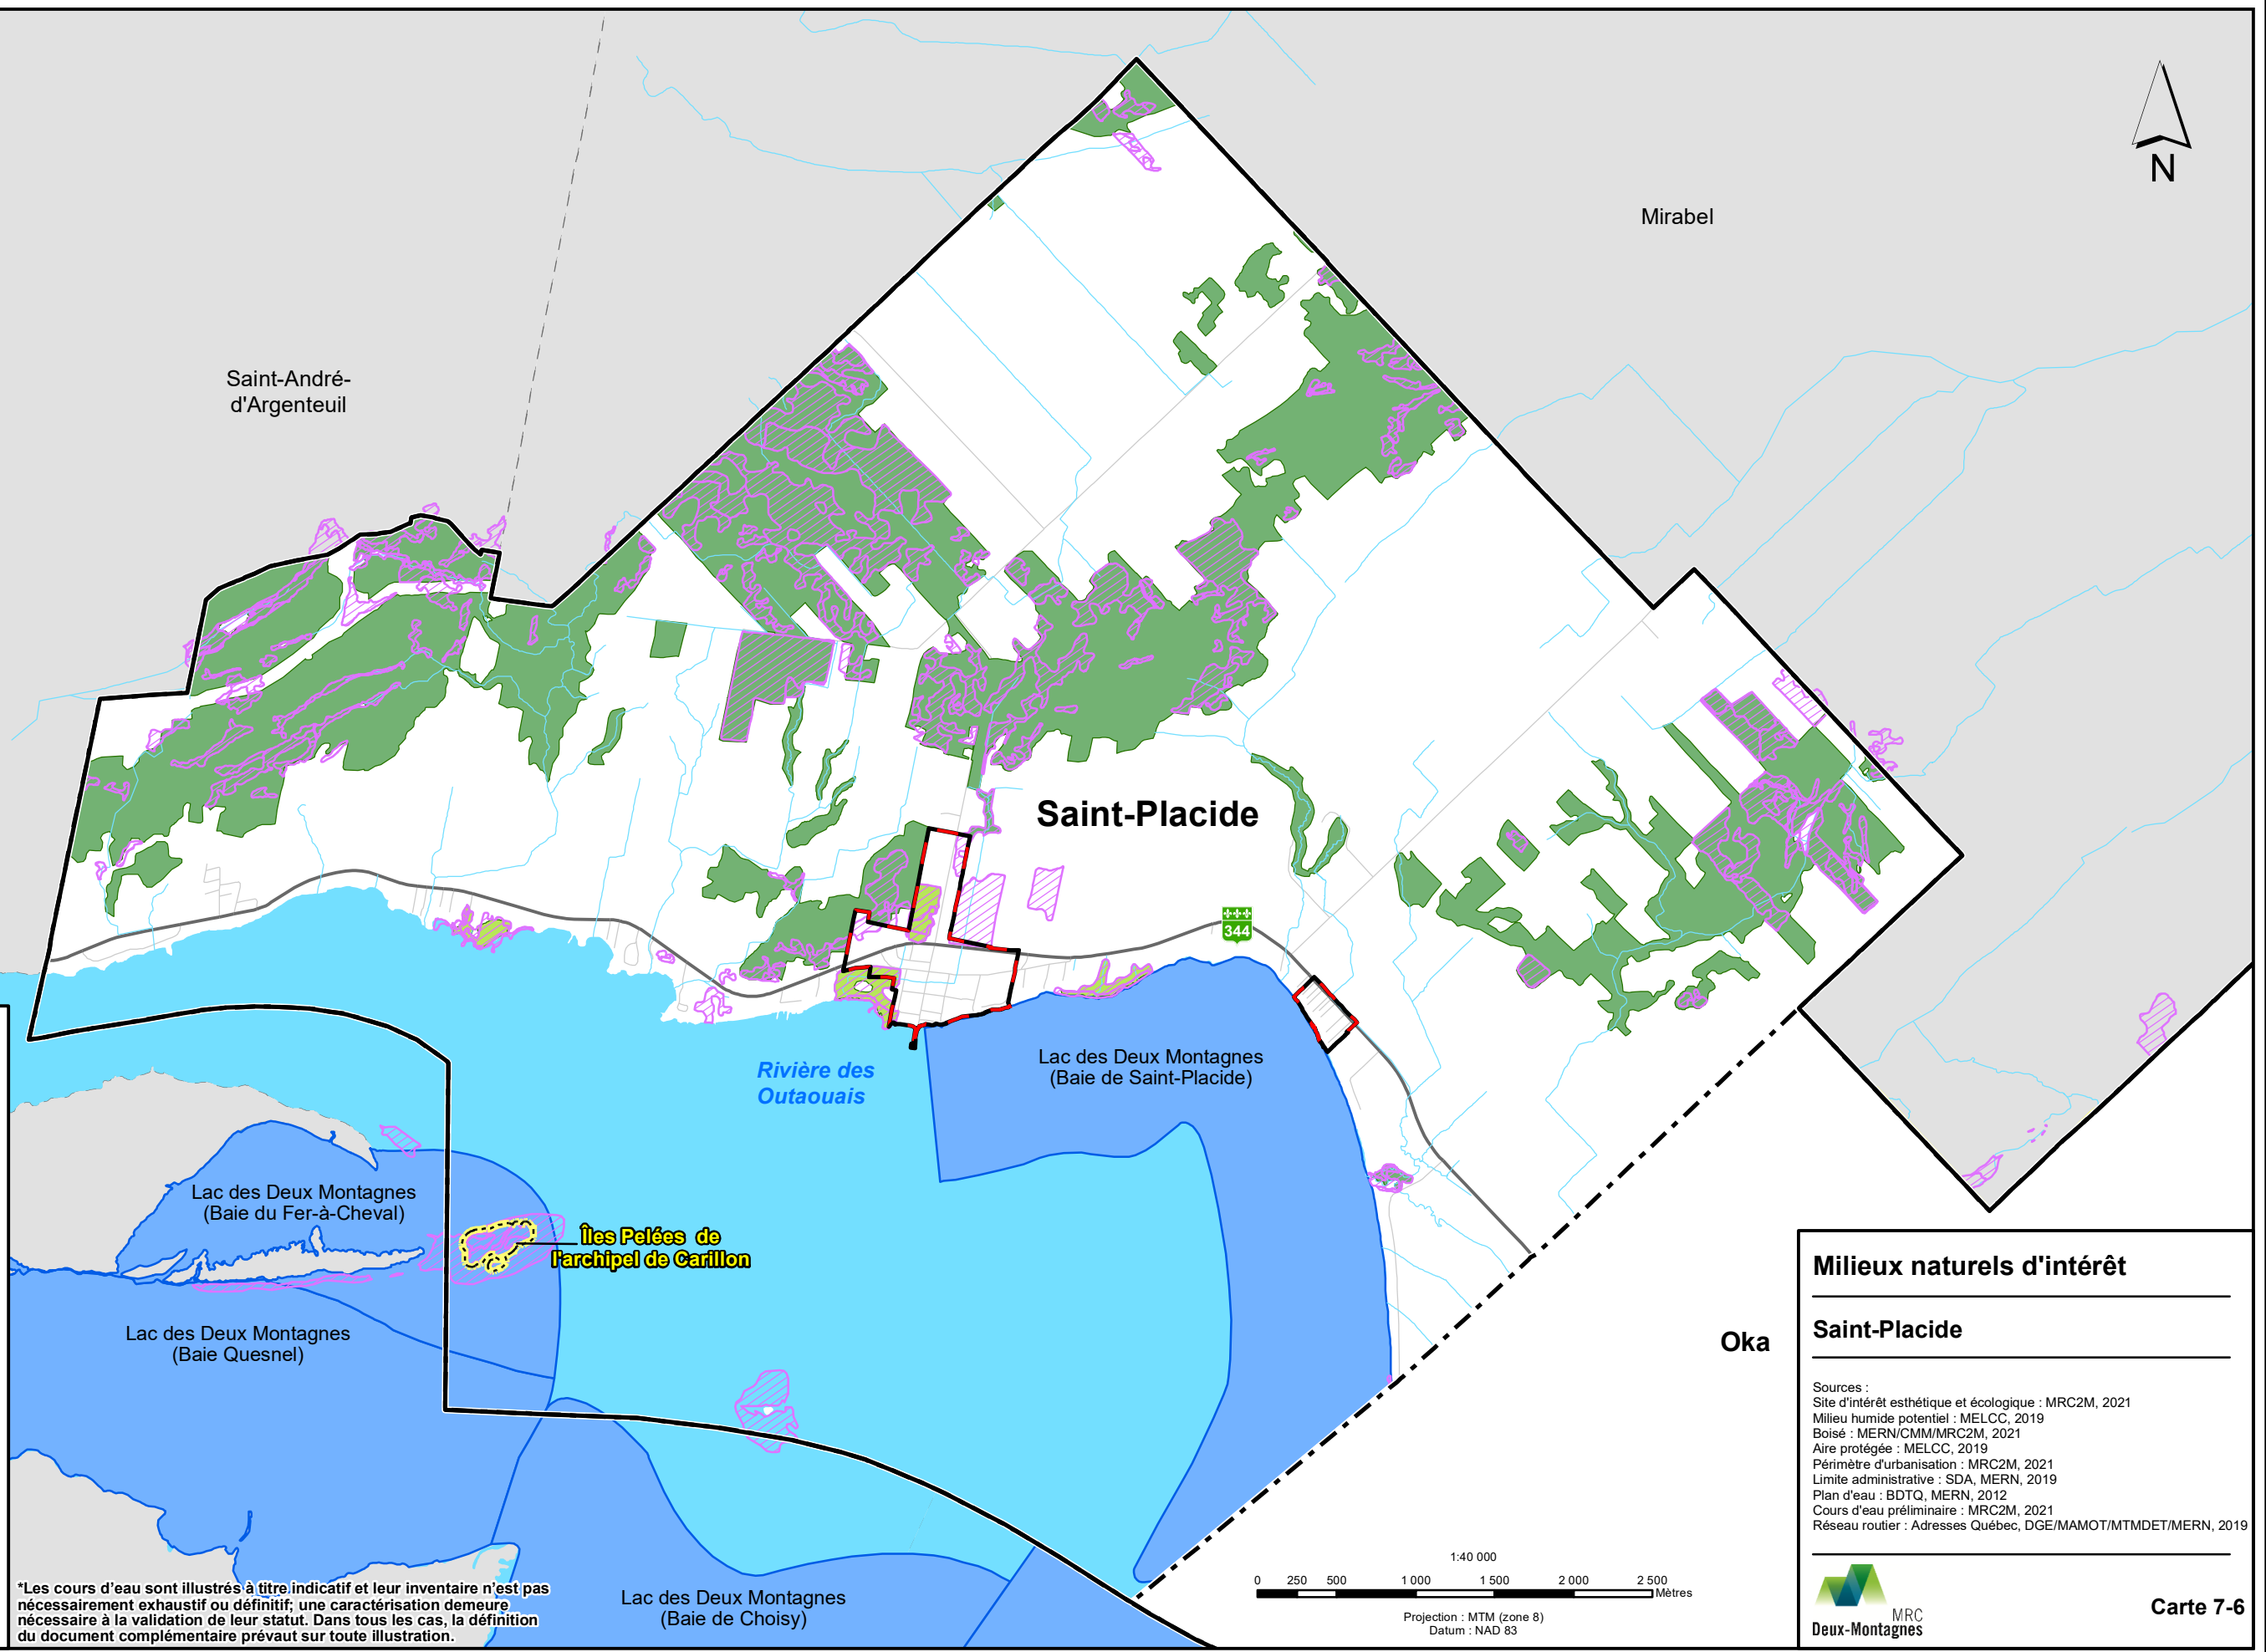 N
Mirabel
Saint-André-
d'Argenteuil
Saint-Placide
344
Rivière des
Outaouais
Lac des Deux Montagnes
(Baie de Saint-Placide)
Lac des Deux Montagnes
(Baie du Fer-à-Cheval)
Îles Pelées de
l'archipel de Carillon
Lac des Deux Montagnes
(Baie Quesnel)
Oka
Lac des Deux Montagnes
(Baie de Choisy)
*Les cours d'eau sont illustrés à titre indicatif et leur inventaire n'est pas
nécessairement exhaustif ou définitif; une caractérisation demeure
nécessaire à la validation de leur statut. Dans tous les cas, la définition
du document complémentaire prévaut sur toute illustration.
1:40 000
0 250 500 1 000 1 500 2 000 2 500
Mètres
Projection : MTM (zone 8)
Datum : NAD 83
Milieux naturels d'intérêt
Saint-Placide
Sources :
Site d'intérêt esthétique et écologique : MRC2M, 2021
Milieu humide potentiel : MELCC, 2019
Boisé : MERN/CMM/MRC2M, 2021
Aire protégée : MELCC, 2019
Périmètre d'urbanisation : MRC2M, 2021
Limite administrative : SDA, MERN, 2019
Plan d'eau : BDTQ, MERN, 2012
Cours d'eau préliminaire : MRC2M, 2021
Réseau routier : Adresses Québec, DGE/MAMOT/MTMDET/MERN, 2019
MRC
Deux-Montagnes
Carte 7-6